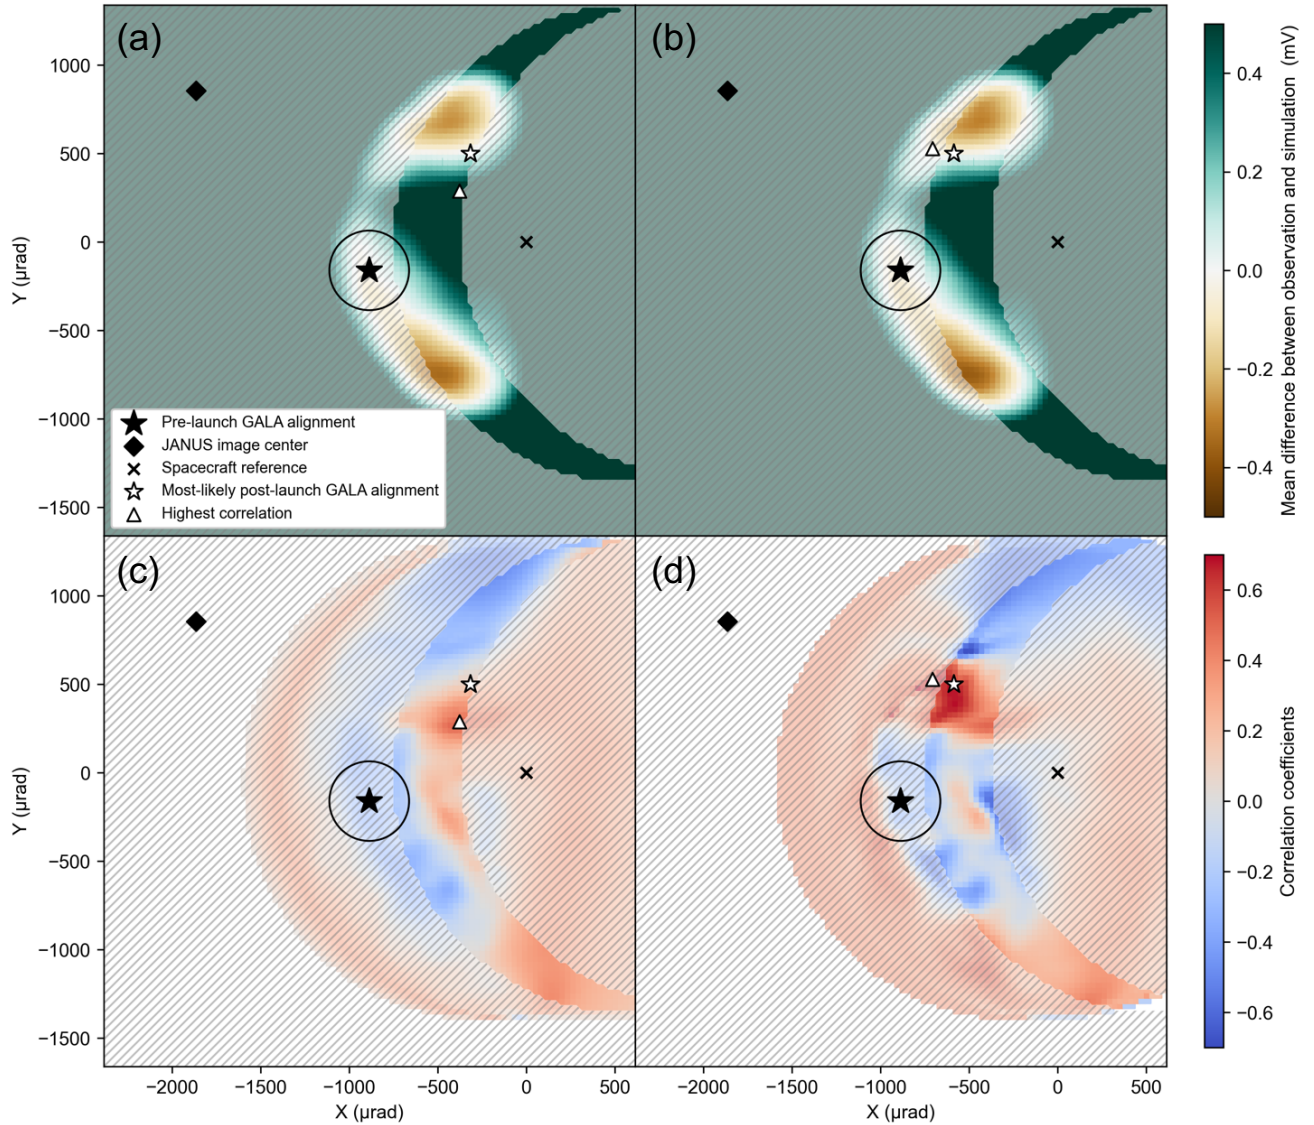 (a)
(b)
1000
500
0
−500
−1000
−1500
Y (μrad)
Pre-launch GALA alignment
JANUS image center
Spacecraft reference
Most-likely post-launch GALA alignment
Highest correlation
0.4
0.2
0.0
−0.2
−0.4
Mean difference between observation and simulation (mV)
(c)
(d)
1000
500
0
−500
−1000
−1500
Y (μrad)
−2000 −1500 −1000 −500 0 500
X (μrad)
−2000 −1500 −1000 −500 0 500
X (μrad)
0.6
0.4
0.2
0.0
−0.2
−0.4
−0.6
Correlation coefficients